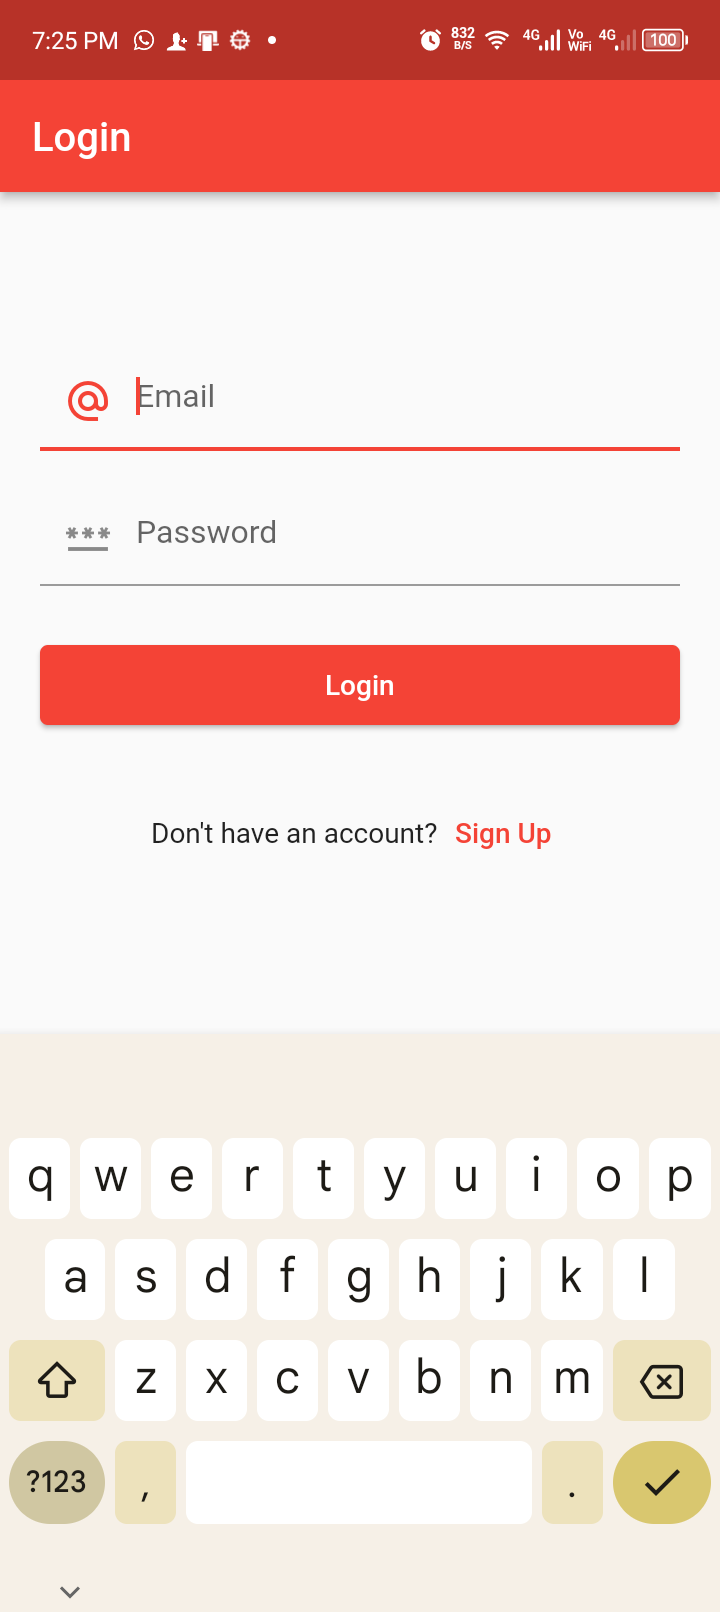 7:25 PM 832 B/S 4G Vo WiFi 4G 100
Login
Email
*** Password
Login
Don't have an account? Sign Up
q w e r t y u i o p
a s d f g h j k l
z x c v b n m
?123 , .